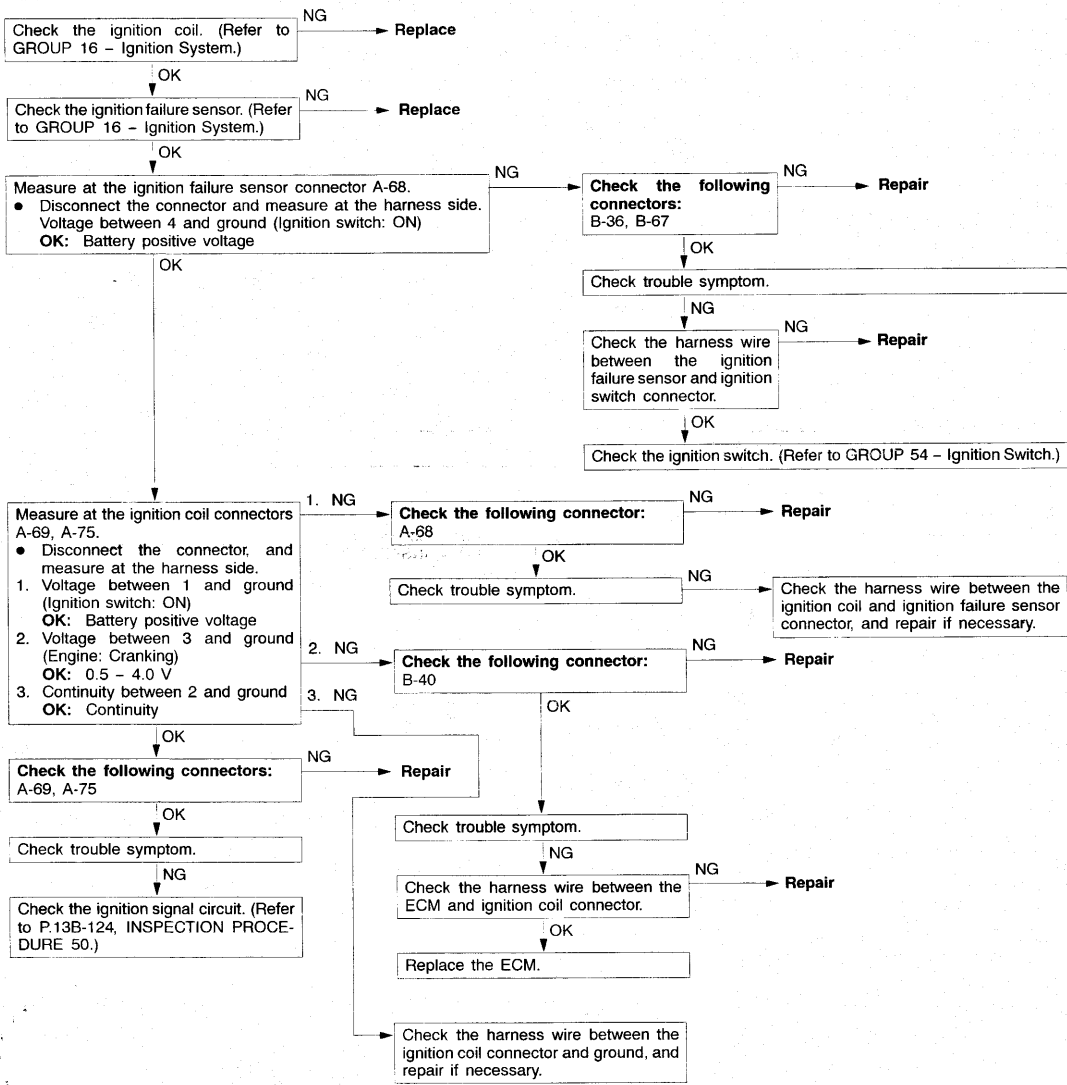 NG
Check the ignition coil. (Refer to
GROUP 16 – Ignition System.)
Replace
OK
NG
Check the ignition failure sensor. (Refer
to GROUP 16 – Ignition System.)
Replace
OK
NG
Measure at the ignition failure sensor connector A-68.
● Disconnect the connector and measure at the harness side.
Voltage between 4 and ground (Ignition switch: ON)
OK: Battery positive voltage
OK
Check the following
connectors:
B-36, B-67
NG
Repair
OK
Check trouble symptom.
NG
Check the harness wire
between the ignition
failure sensor and ignition
switch connector.
NG
Repair
OK
Check the ignition switch. (Refer to GROUP 54 – Ignition Switch.)
Measure at the ignition coil connectors
A-69, A-75.
● Disconnect the connector, and
measure at the harness side.
1. Voltage between 1 and ground
(Ignition switch: ON)
OK: Battery positive voltage
2. Voltage between 3 and ground
(Engine: Cranking)
OK: 0.5 – 4.0 V
3. Continuity between 2 and ground
OK: Continuity
1. NG
Check the following connector:
A-68
NG
Repair
OK
Check trouble symptom.
NG
Check the harness wire between the
ignition coil and ignition failure sensor
connector, and repair if necessary.
2. NG
Check the following connector:
B-40
NG
Repair
OK
3. NG
OK
Check the following connectors:
A-69, A-75
NG
Repair
OK
Check trouble symptom.
NG
Check the ignition signal circuit. (Refer
to P.13B-124, INSPECTION PROCE-
DURE 50.)
Check trouble symptom.
NG
Check the harness wire between the
ECM and ignition coil connector.
NG
Repair
OK
Replace the ECM.
Check the harness wire between the
ignition coil connector and ground, and
repair if necessary.